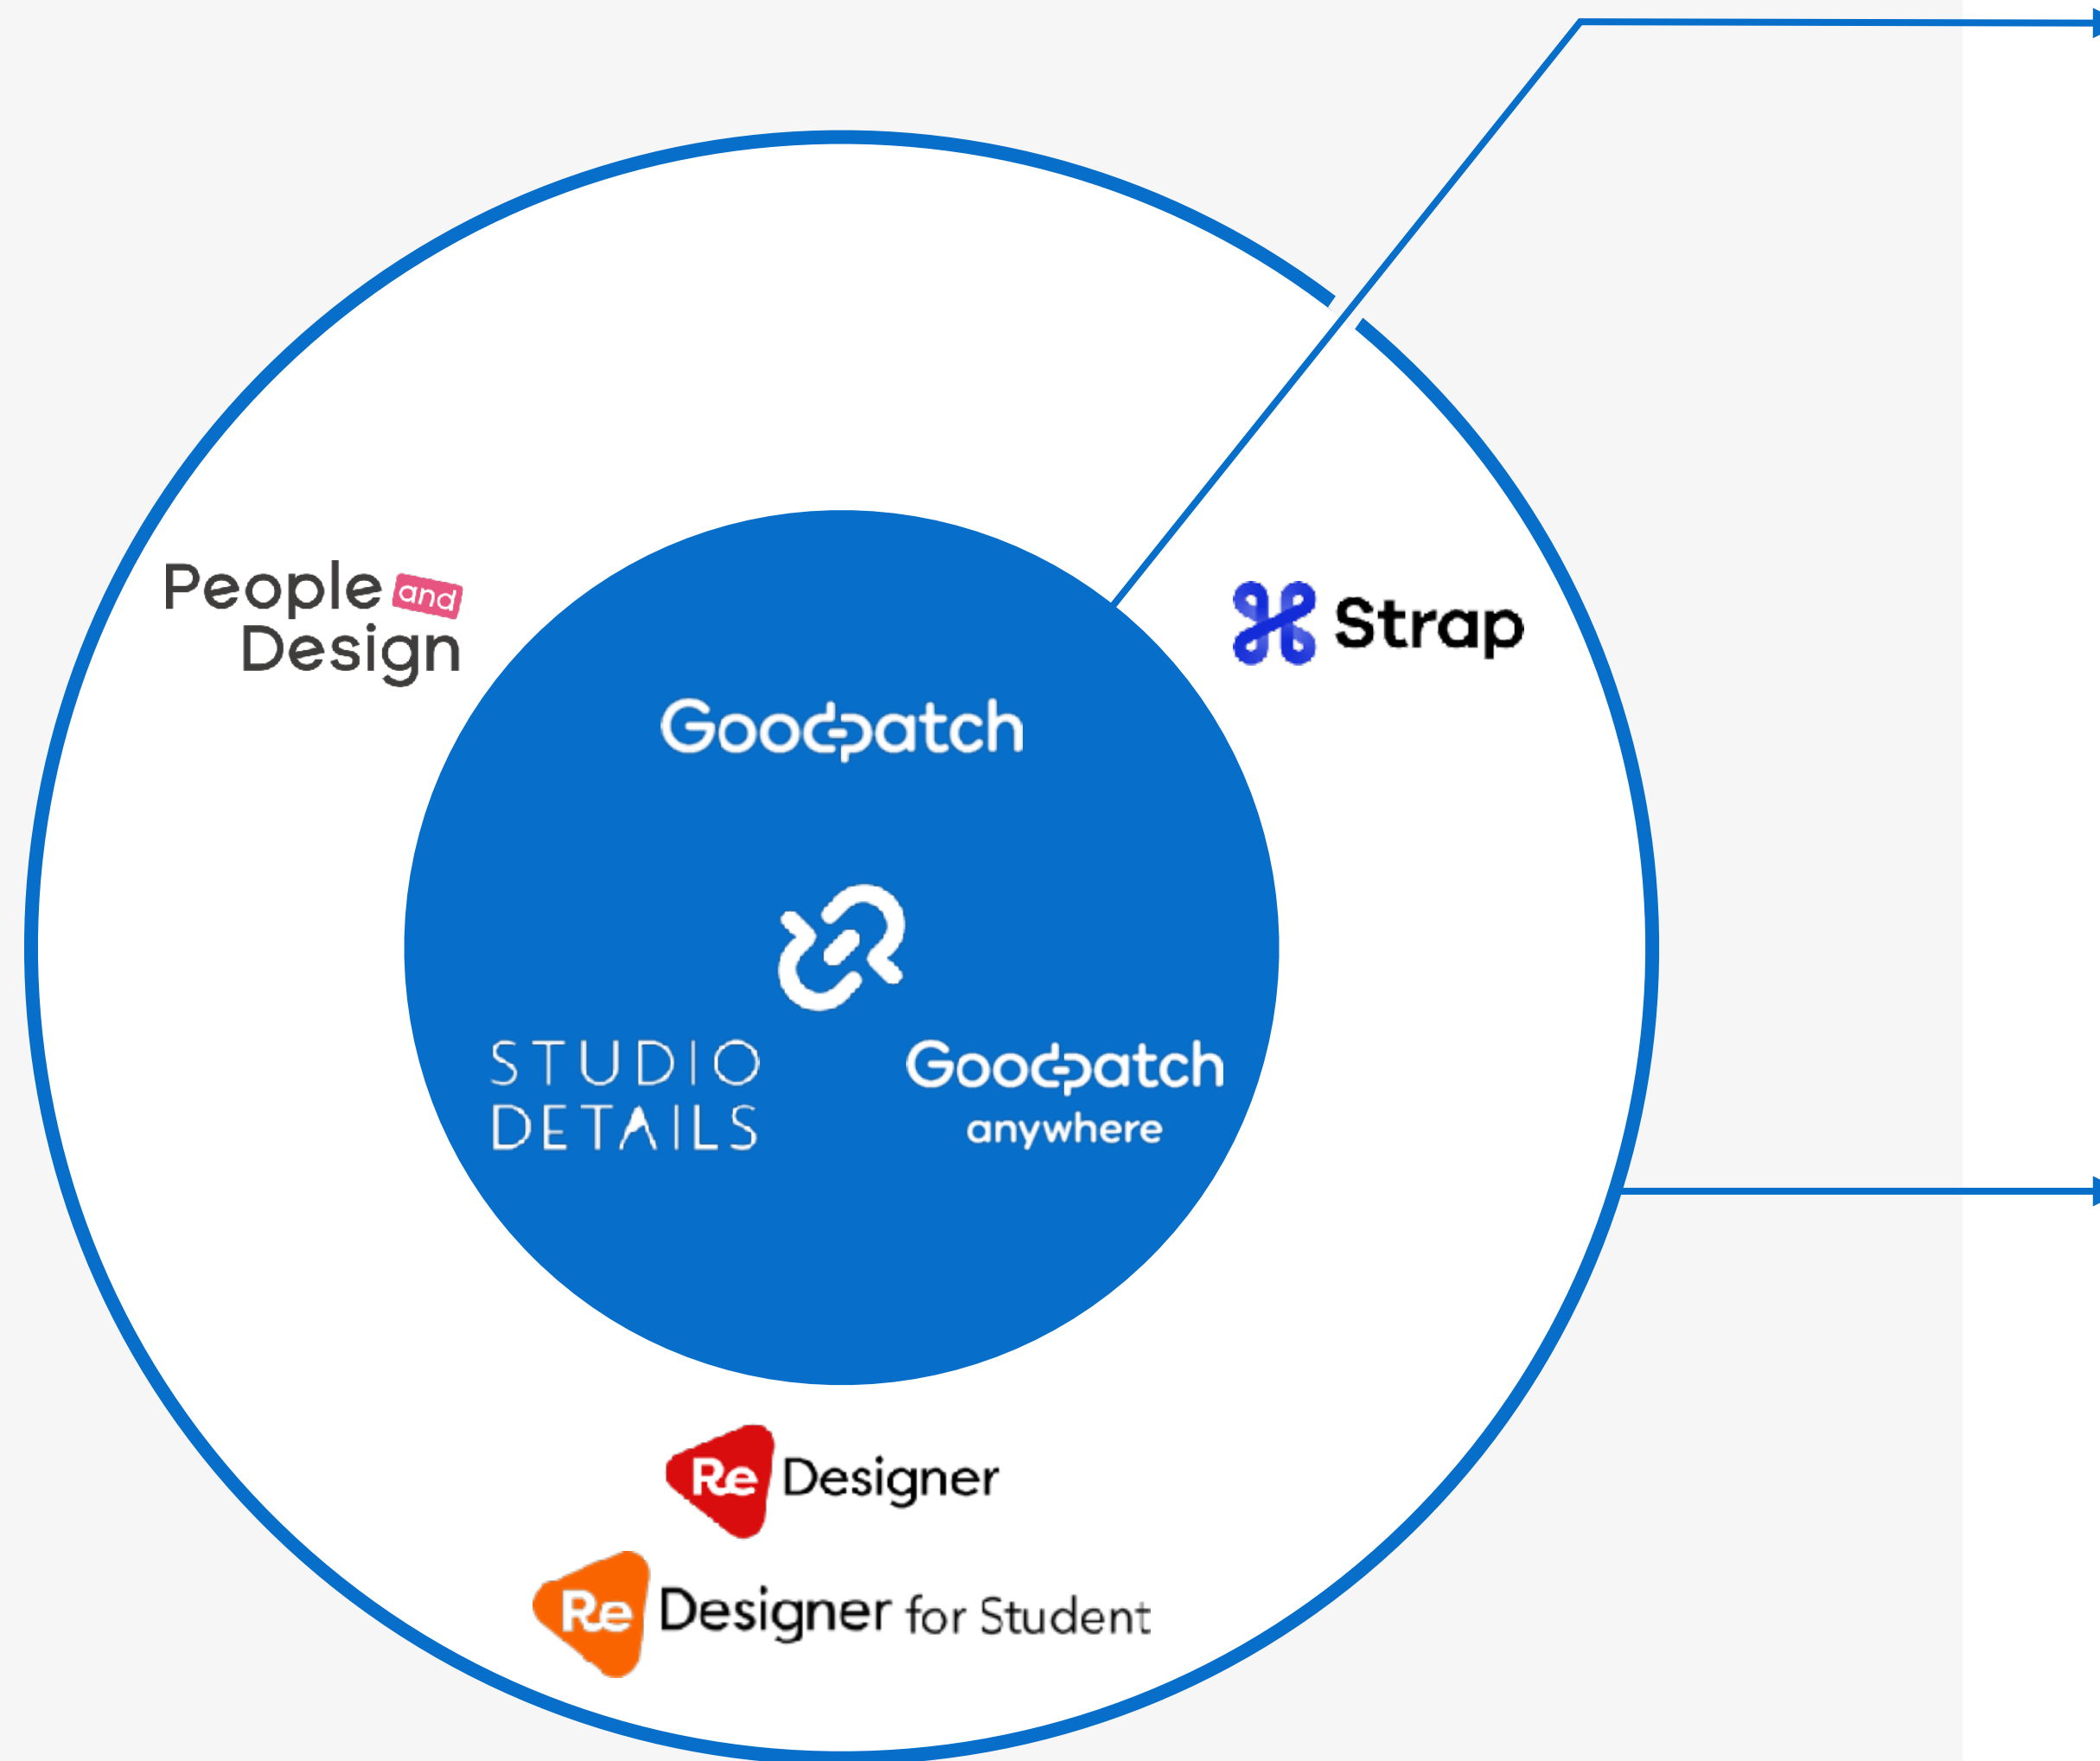 People and
Design
Strap
Goodpatch
STUDIO
DETAILS
Goodpatch
anywhere
Re Designer
Re Designer for Student